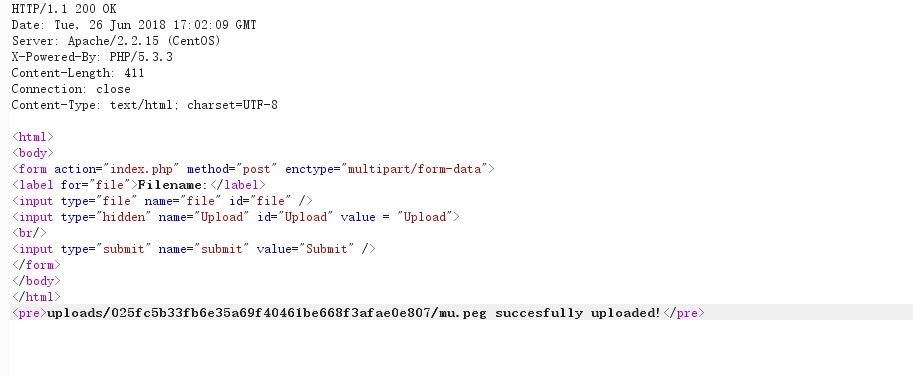 HTTP/1.1 200 OK
Date: Tue, 26 Jun 2018 17:02:09 GMT
Server: Apache/2.2.15 (CentOS)
X-Powered-By: PHP/5.3.3
Content-Length: 411
Connection: close
Content-Type: text/html; charset=UTF-8

<html>
<body>
<form action="index.php" method="post" enctype="multipart/form-data">
<label for="file">Filename:</label>
<input type="file" name="file" id="file" />
<input type="hidden" name="Upload" id="Upload" value = "Upload">
<br/>
<input type="submit" name="submit" value="Submit" />
</form>
</body>
</html>
<pre>uploads/025fc5b33fb6e35a69f40461be668f3afae0e807/mu.peg succesfully uploaded!</pre>